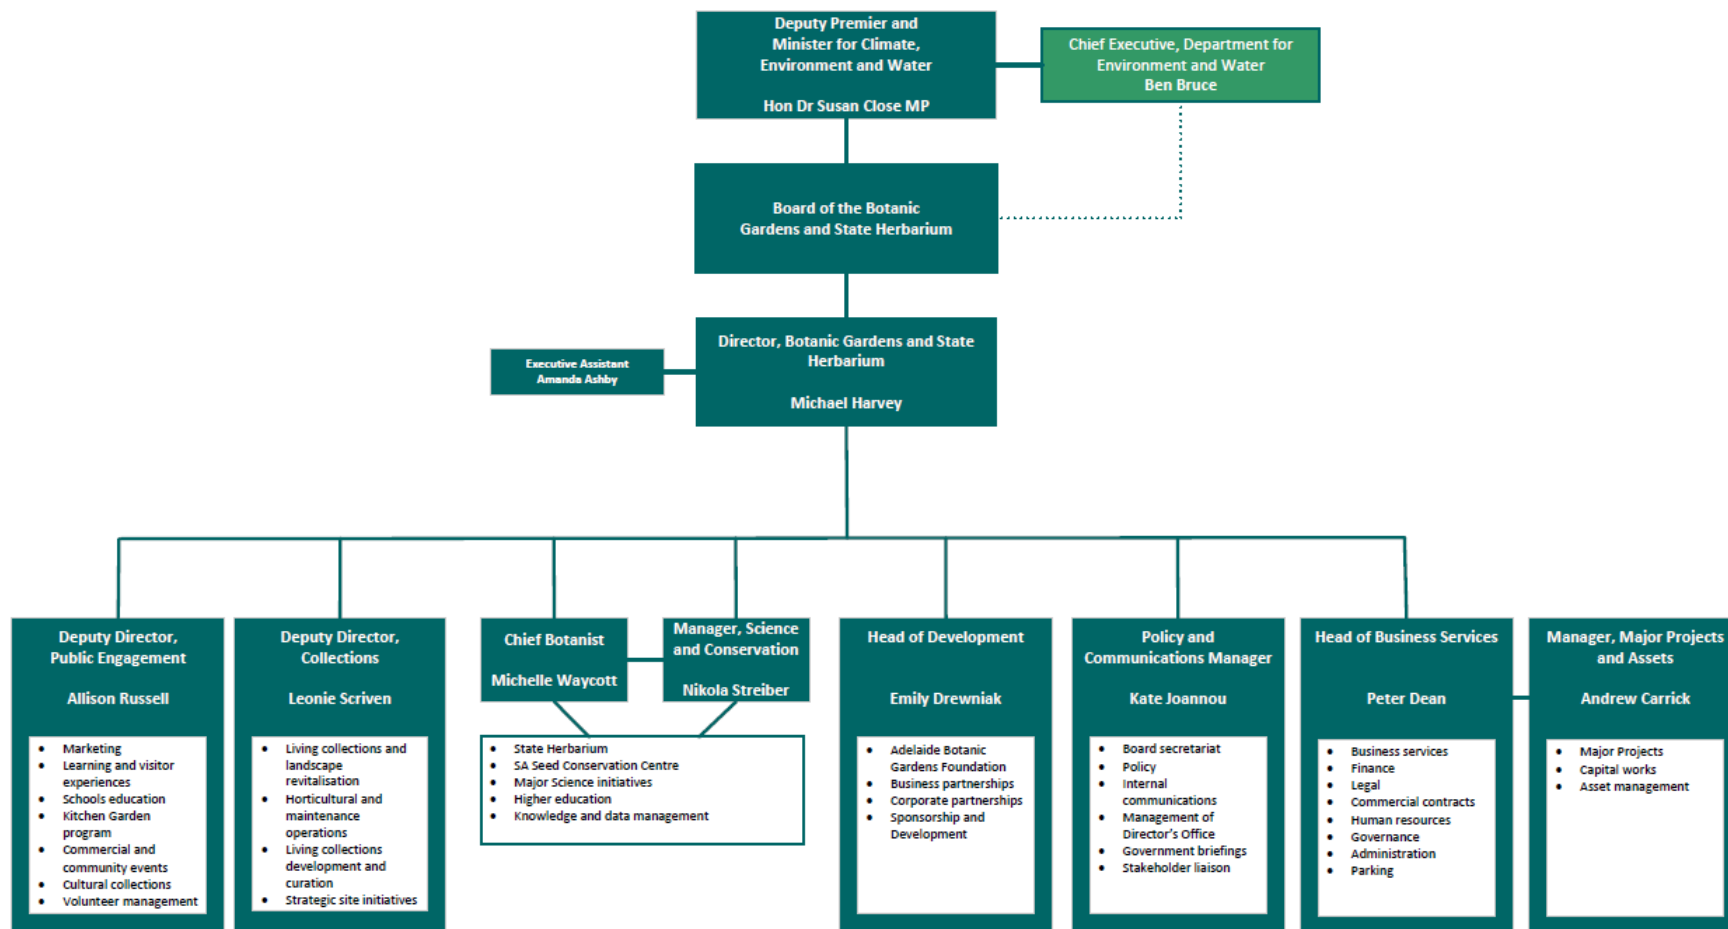 Deputy Premier and
Minister for Climate,
Environment and Water
Hon Dr Susan Close MP
Chief Executive, Department for
Environment and Water
Ben Bruce
Board of the Botanic
Gardens and State Herbarium
Director, Botanic Gardens and State
Herbarium
Michael Harvey
Executive Assistant
Amanda Ashby
Deputy Director,
Public Engagement
Allison Russell
• Marketing
• Learning and visitor
experiences
• Schools education
• Kitchen Garden
program
• Commercial and
community events
• Cultural collections
• Volunteer management
Deputy Director,
Collections
Leonie Scriven
• Living collections and
landscape
revitalisation
• Horticultural and
maintenance
operations
• Living collections
development and
curation
• Strategic site initiatives
Chief Botanist
Michelle Waycott
Manager, Science
and Conservation
Nikola Streiber
• State Herbarium
• SA Seed Conservation Centre
• Major Science initiatives
• Higher education
• Knowledge and data management
Head of Development
Emily Drewniak
• Adelaide Botanic
Gardens Foundation
• Business partnerships
• Corporate partnerships
• Sponsorship and
Development
Policy and
Communications Manager
Kate Joannou
• Board secretariat
• Policy
• Internal
communications
• Management of
Director's Office
• Government briefings
• Stakeholder liaison
Head of Business Services
Peter Dean
• Business services
• Finance
• Legal
• Commercial contracts
• Human resources
• Governance
• Administration
• Parking
Manager, Major Projects
and Assets
Andrew Carrick
• Major Projects
• Capital works
• Asset management